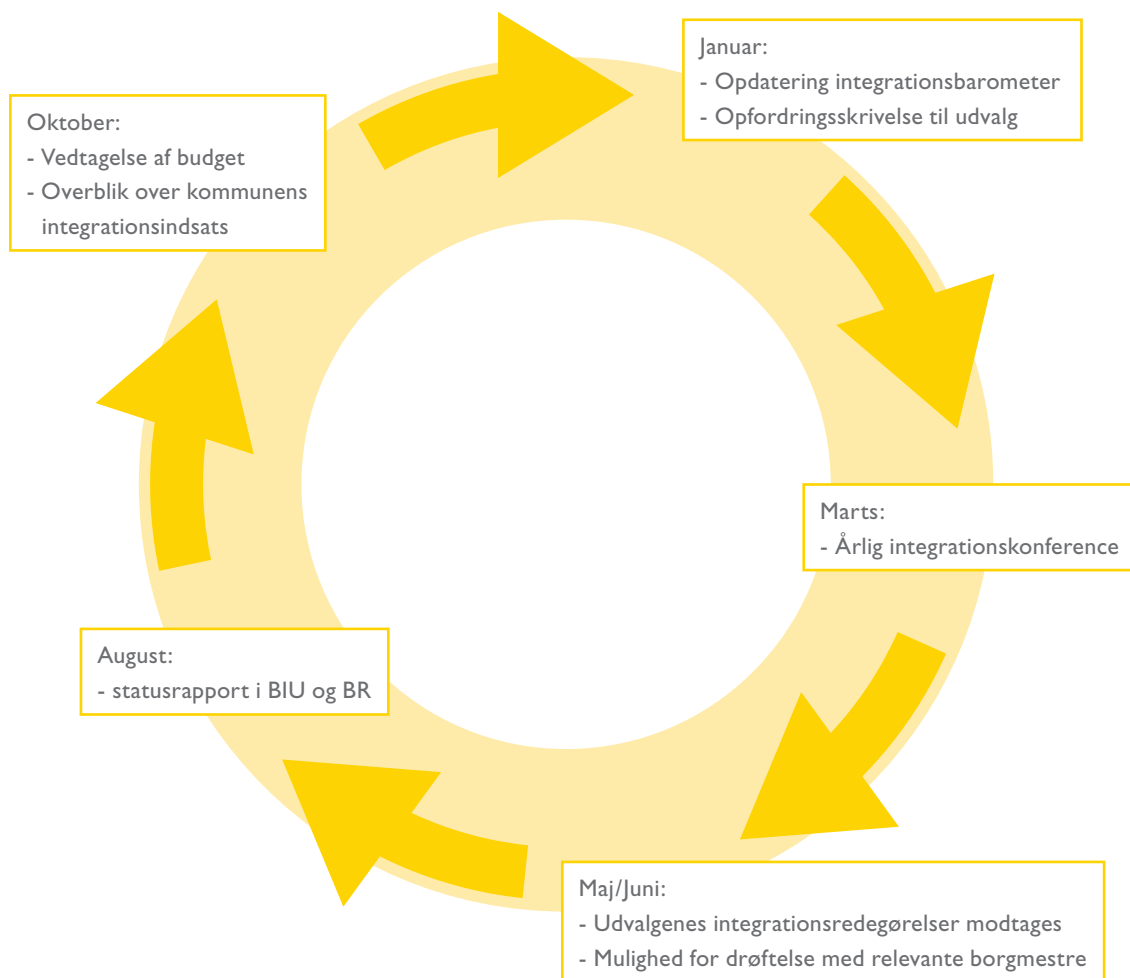 Januar:
- Opdatering integrationsbarometer
- Opfordringsskrivelse til udvalg
Marts:
- Årlig integrationskonference
Maj/Juni:
- Udvalgenes integrationsredegørelser modtages
- Mulighed for drøftelse med relevante borgmestre
August:
- statusrapport i BIU og BR
Oktober:
- Vedtagelse af budget
- Overblik over kommunens
integrationsindsats